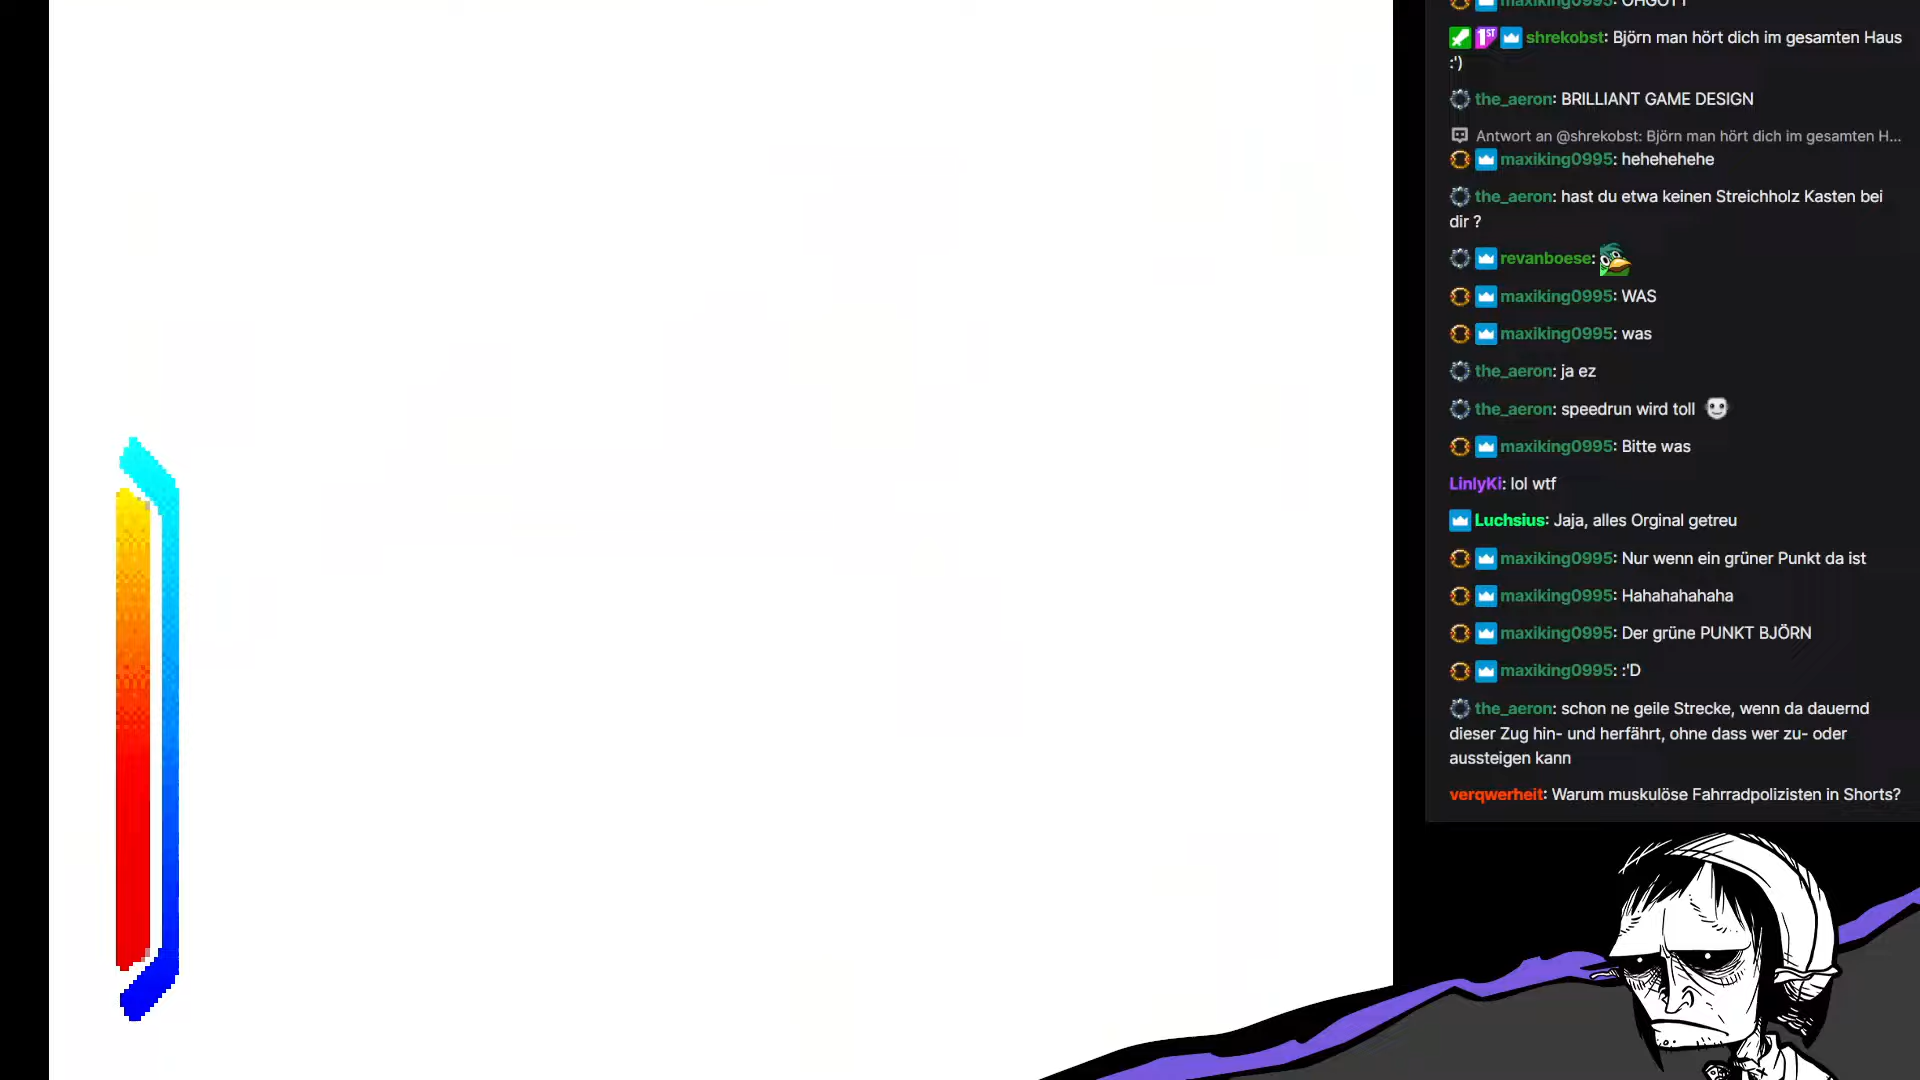 maxiking0995: OHGOTT
1ST shrekobst: Björn man hört dich im gesamten Haus
:')
the_aeron: BRILLIANT GAME DESIGN
Antwort an @shrekobst: Björn man hört dich im gesamten H...
maxiking0995: hehehehehe
the_aeron: hast du etwa keinen Streichholz Kasten bei
dir ?
revanboese:
maxiking0995: WAS
maxiking0995: was
the_aeron: ja ez
the_aeron: speedrun wird toll
maxiking0995: Bitte was
LinlyKi: lol wtf
Luchsius: Jaja, alles Orginal getreu
maxiking0995: Nur wenn ein grüner Punkt da ist
maxiking0995: Hahahahahaha
maxiking0995: Der grüne PUNKT BJÖRN
maxiking0995: :'D
the_aeron: schon ne geile Strecke, wenn da dauernd
dieser Zug hin- und herfährt, ohne dass wer zu- oder
aussteigen kann
verqwerheit: Warum muskulöse Fahrradpolizisten in Shorts?